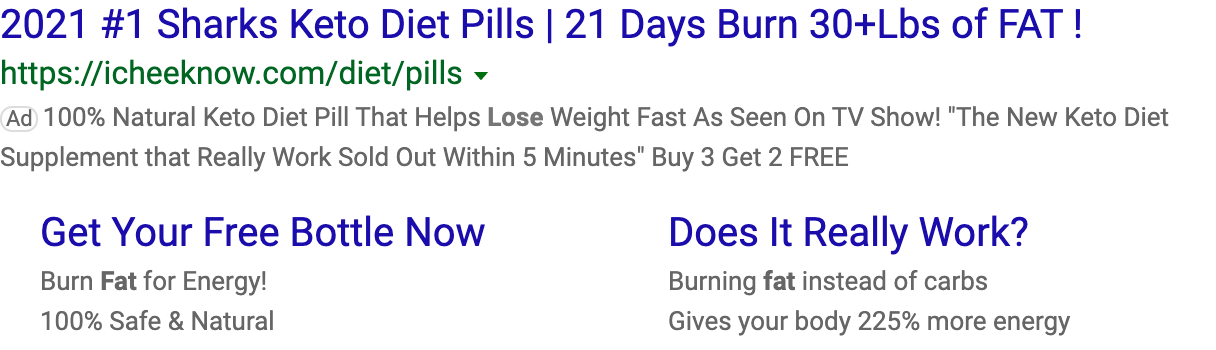 2021 #1 Sharks Keto Diet Pills | 21 Days Burn 30+Lbs of FAT !
https://icheeknow.com/diet/pills
Ad 100% Natural Keto Diet Pill That Helps Lose Weight Fast As Seen On TV Show! "The New Keto Diet
Supplement that Really Work Sold Out Within 5 Minutes" Buy 3 Get 2 FREE
Get Your Free Bottle Now
Burn Fat for Energy!
100% Safe & Natural
Does It Really Work?
Burning fat instead of carbs
Gives your body 225% more energy